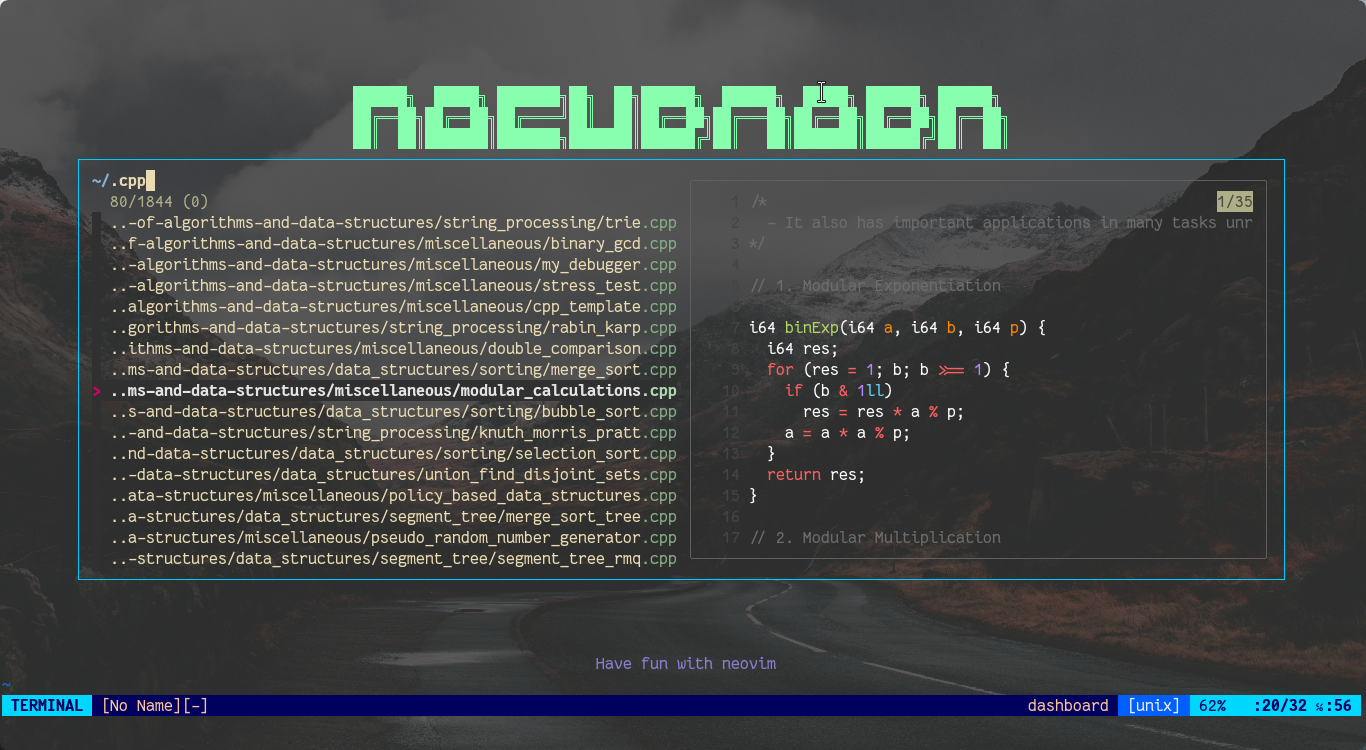 ~/.cpp
80/1844 (0)
..-of-algorithms-and-data-structures/string_processing/trie.cpp
..f-algorithms-and-data-structures/miscellaneous/binary_gcd.cpp
..-algorithms-and-data-structures/miscellaneous/my_debugger.cpp
..-algorithms-and-data-structures/miscellaneous/stress_test.cpp
..algorithms-and-data-structures/miscellaneous/cpp_template.cpp
..gorithms-and-data-structures/string_processing/rabin_karp.cpp
..ithms-and-data-structures/miscellaneous/double_comparison.cpp
..ms-and-data-structures/data_structures/sorting/merge_sort.cpp
> ..ms-and-data-structures/miscellaneous/modular_calculations.cpp
..s-and-data-structures/data_structures/sorting/bubble_sort.cpp
..-and-data-structures/string_processing/knuth_morris_pratt.cpp
..nd-data-structures/data_structures/sorting/selection_sort.cpp
..-data-structures/data_structures/union_find_disjoint_sets.cpp
..ata-structures/miscellaneous/policy_based_data_structures.cpp
..a-structures/data_structures/segment_tree/merge_sort_tree.cpp
..a-structures/miscellaneous/pseudo_random_number_generator.cpp
..-structures/data_structures/segment_tree/segment_tree_rmq.cpp
1 /* 1/35
2 - It also has important applications in many tasks unr
3 */
4
// 1. Modular Exponentiation
7 i64 binExp(i64 a, i64 b, i64 p) {
8 i64 res;
9 for (res = 1; b; b >>= 1) {
10 if (b & 1ll)
11 res = res * a % p;
12 a = a * a % p;
13 }
14 return res;
15 }
16
17 // 2. Modular Multiplication
Have fun with neovim
~
TERMINAL [No Name][-] dashboard [unix] 62% :20/32 ℅:56